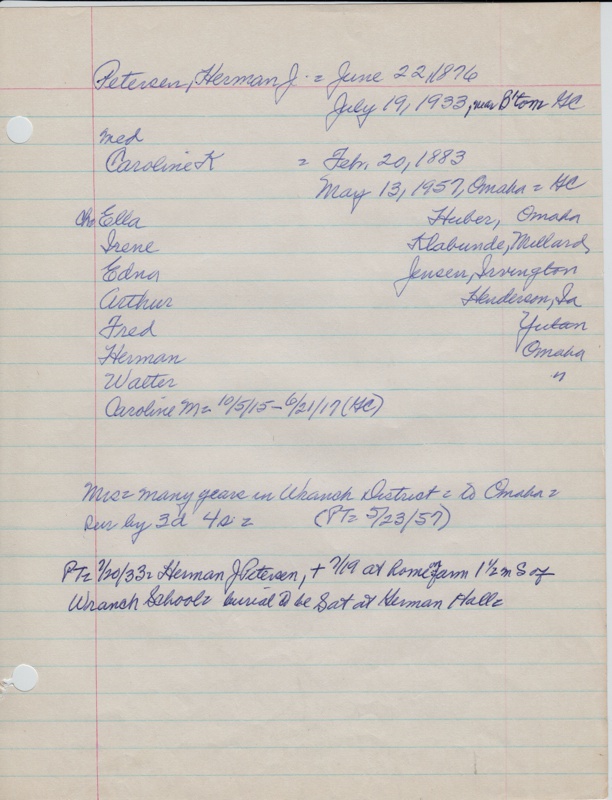 Petersen, Herman J. = June 22, 1876
July 19, 1933, near B'ton HC
med
Caroline K = Feb. 20, 1883
May 13, 1957, Omaha = HC
ch. Ella Huber, Omaha
Irene Klabunde, Millard,
Edna Jensen, Irvington
Arthur Henderson, Ia
Fred Yutan
Herman Omaha
Walter "
Caroline M = 10/5/15 - 6/21/17 (HC)
Mrs = many years in Wranch District = to Omaha =
Sur by 3d 4s = (PT = 5/23/57)
PT = 7/20/33 = Herman J Petersen, + 7/19 at farm 1 1/2 m S of
Wranch School = burial to be Sat at Herman Hall =